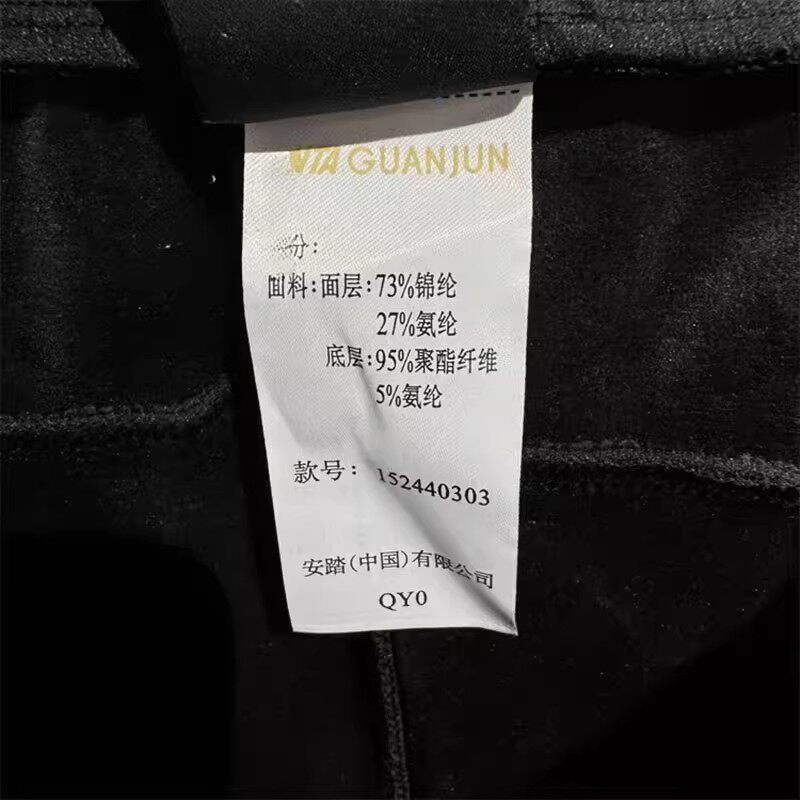 GUANJUN
分：
面料：面层：73%锦纶
27%氨纶
底层：95%聚酯纤维
5%氨纶
款号：152440303
安踏（中国）有限公司
QY0